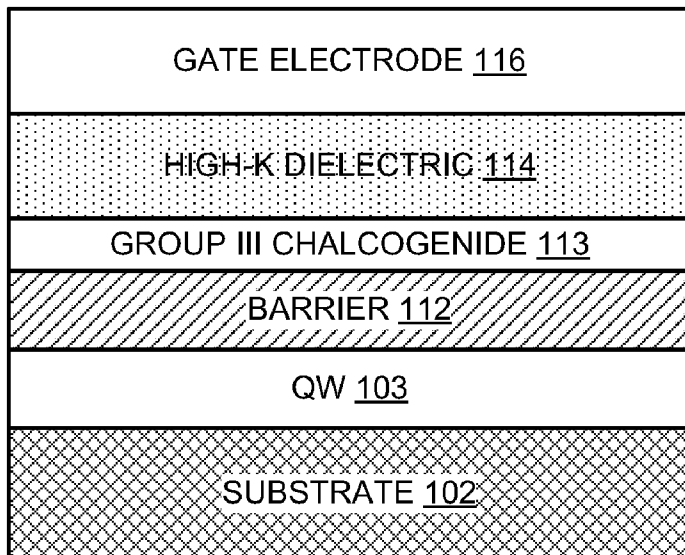 GATE ELECTRODE 116
HIGH-K DIELECTRIC 114
GROUP III CHALCOGENIDE 113
BARRIER 112
QW 103
SUBSTRATE 102